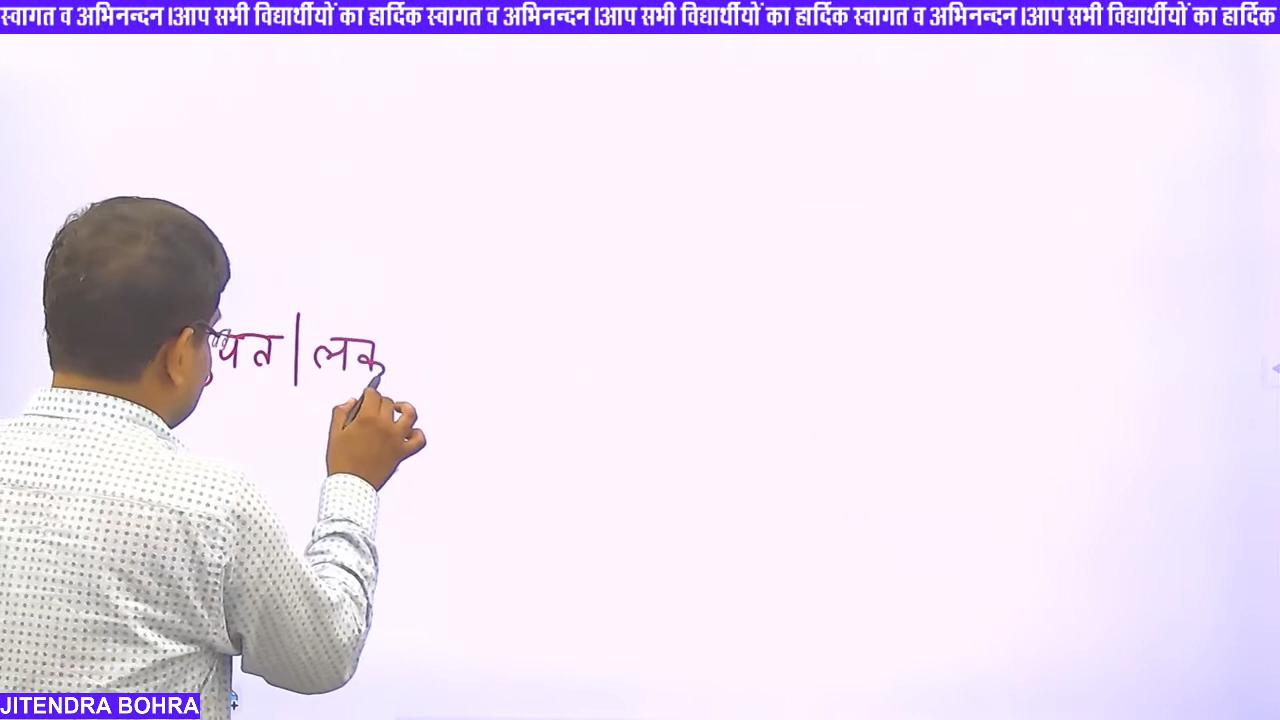 स्वागत व अभिनन्दन।आप सभी विद्यार्थीयों का हार्दिक स्वागत व अभिनन्दन।आप सभी विद्यार्थीयों का हार्दिक स्वागत व अभिनन्दन।आप सभी विद्यार्थीयों का हार्दिक
लक
JITENDRA BOHRA